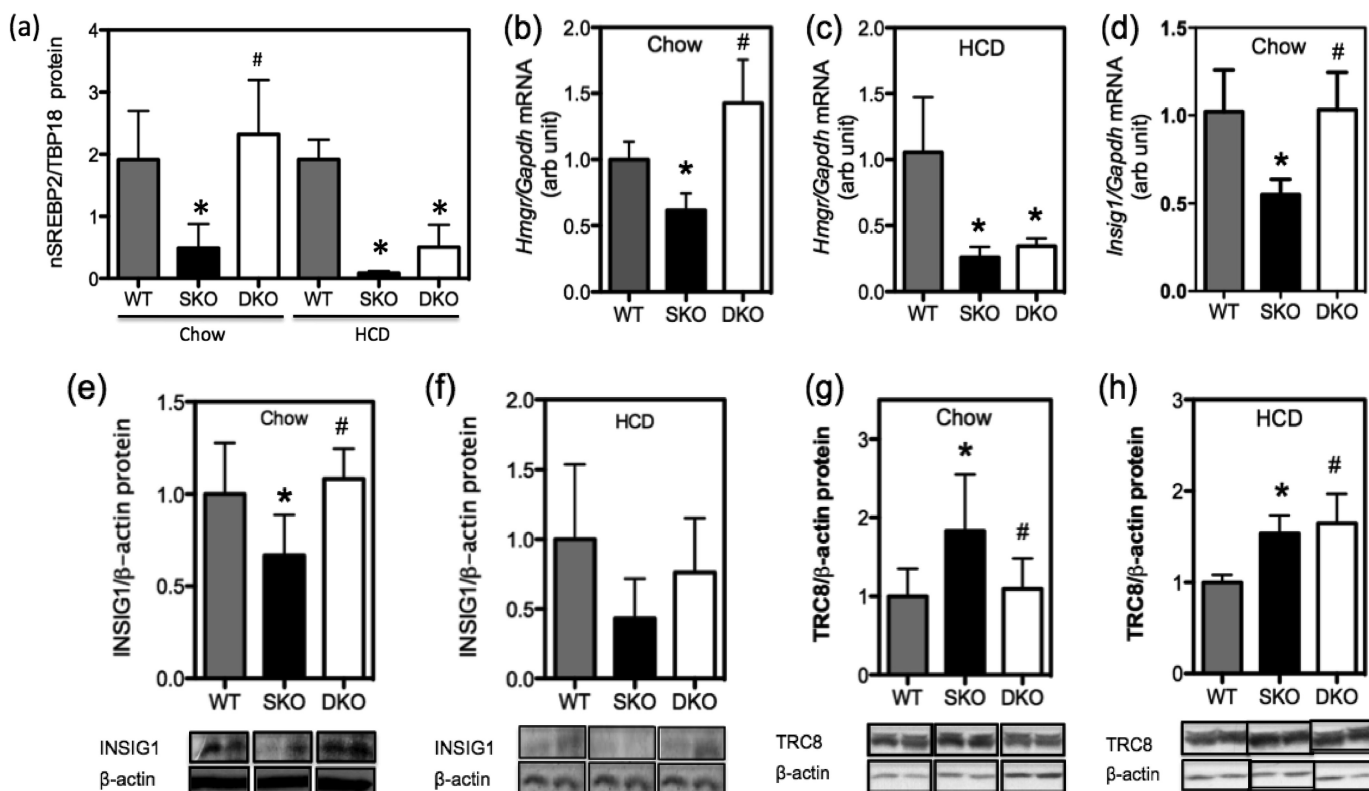 (a)
nSREBP2/TBP18 protein
4
3
2
1
0
*
#
*
*
WT SKO DKO WT SKO DKO
Chow HCD
(b)
Hmgr/Gapdh mRNA
(arb unit)
2.0
1.5
1.0
0.5
0.0
Chow
*
#
WT SKO DKO
(c)
Hmgr/Gapdh mRNA
(arb unit)
2.0
1.5
1.0
0.5
0.0
HCD
*
*
WT SKO DKO
(d)
Insig1/Gapdh mRNA
(arb unit)
1.5
1.0
0.5
0.0
Chow
*
#
WT SKO DKO
(e)
INSIG1/β-actin protein
1.5
1.0
0.5
0.0
Chow
*
#
WT SKO DKO
INSIG1
β-actin
(f)
INSIG1/β-actin protein
2.0
1.5
1.0
0.5
0.0
HCD
WT SKO DKO
INSIG1
β-actin
(g)
TRC8/β-actin protein
3
2
1
0
Chow
*
#
WT SKO DKO
TRC8
β-actin
(h)
TRC8/β-actin protein
3
2
1
0
HCD
*
#
WT SKO DKO
TRC8
β-actin